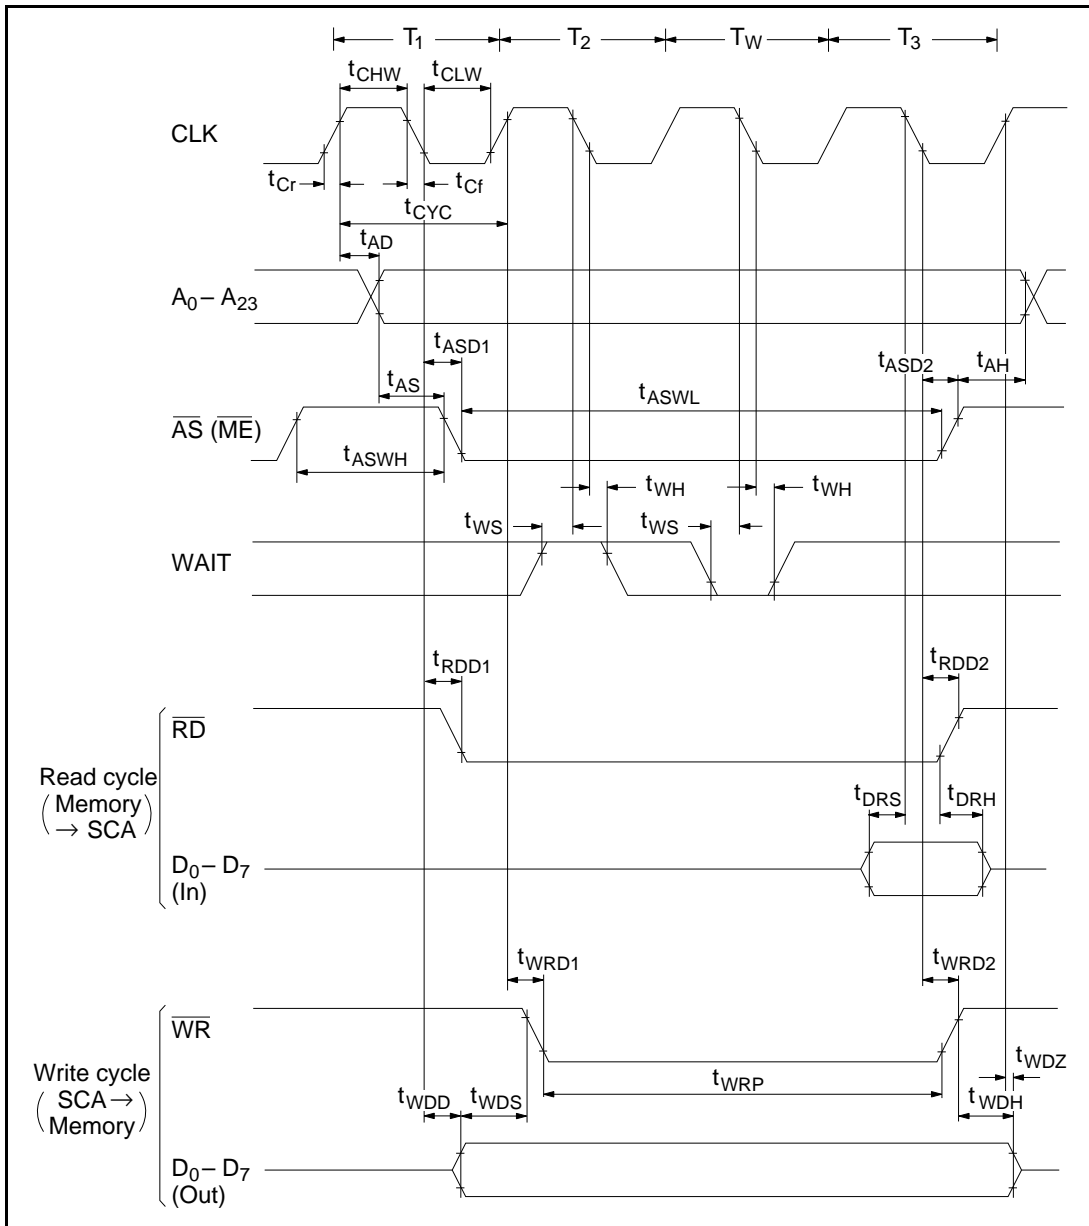 T1 T2 TW T3
tCHW tCLW
CLK
tCr tCf
tCYC
tAD
A0 – A23
tASD1 tASD2 tAH
tAS tASWL
AS (ME)
tASWH
tWH tWH
tWS tWS
WAIT
tRDD1 tRDD2
RD
Read cycle
(Memory
→ SCA)
tDRS tDRH
D0 – D7
(In)
tWRD1 tWRD2
WR
Write cycle
(SCA →
Memory)
tWDZ
tWRP
tWDD tWDS tWDH
D0 – D7
(Out)